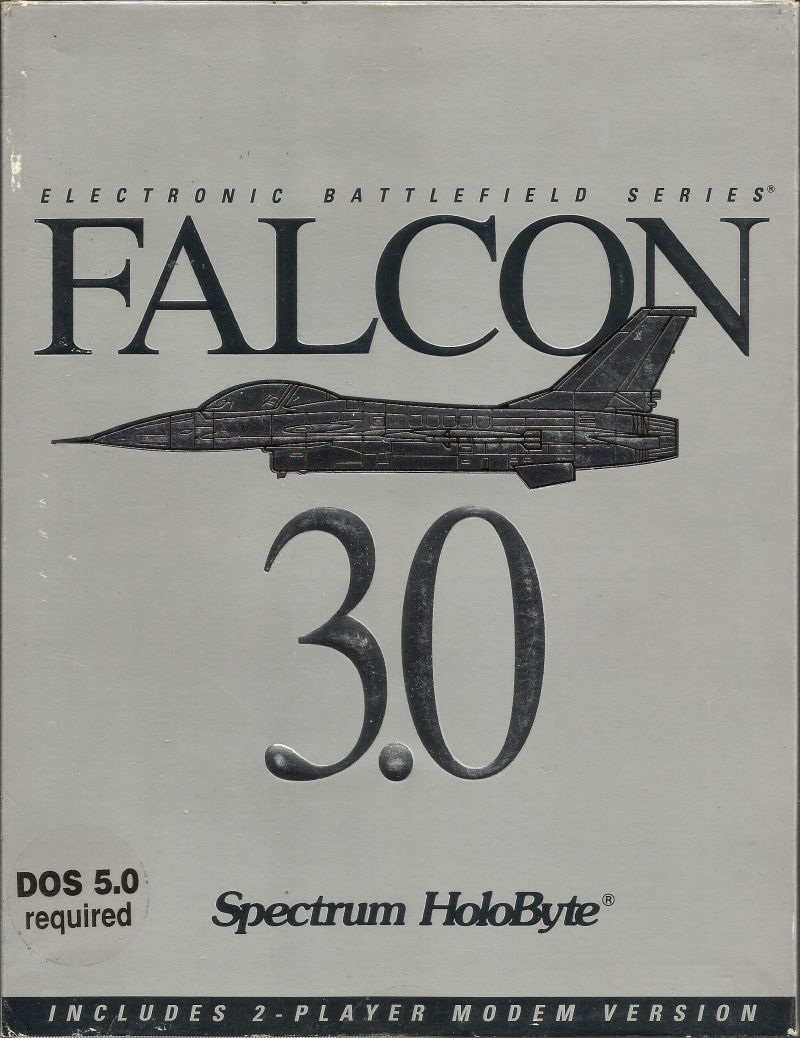 ELECTRONIC BATTLEFIELD SERIES®
FALCON
3.0
DOS 5.0
required
Spectrum HoloByte®
INCLUDES 2-PLAYER MODEM VERSION